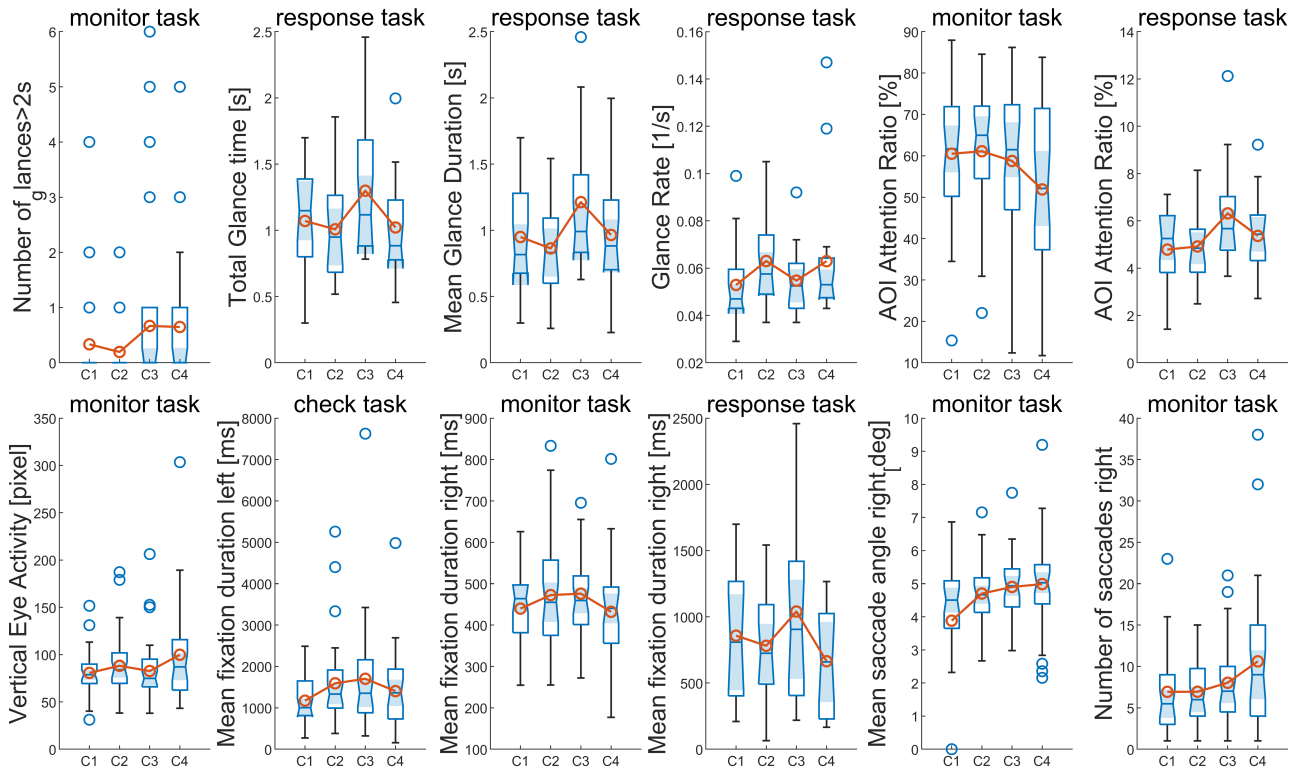 monitor task
Number of glances>2s
6
5
4
3
2
1
0
C1 C2 C3 C4
response task
Total Glance time [s]
2.5
2
1.5
1
0.5
0
C1 C2 C3 C4
response task
Mean Glance Duration [s]
2.5
2
1.5
1
0.5
0
C1 C2 C3 C4
response task
Glance Rate [1/s]
0.16
0.14
0.12
0.1
0.08
0.06
0.04
0.02
C1 C2 C3 C4
monitor task
AOI Attention Ratio [%]
90
80
70
60
50
40
30
20
10
C1 C2 C3 C4
response task
AOI Attention Ratio [%]
14
12
10
8
6
4
2
0
C1 C2 C3 C4
monitor task
Vertical Eye Activity [pixel]
350
300
250
200
150
100
50
0
C1 C2 C3 C4
check task
Mean fixation duration left [ms]
8000
7000
6000
5000
4000
3000
2000
1000
0
C1 C2 C3 C4
monitor task
Mean fixation duration right [ms]
900
800
700
600
500
400
300
200
100
C1 C2 C3 C4
response task
Mean fixation duration right [ms]
2500
2000
1500
1000
500
0
C1 C2 C3 C4
monitor task
Mean saccade angle right[deg]
10
9
8
7
6
5
4
3
2
1
0
C1 C2 C3 C4
monitor task
Number of saccades right
40
35
30
25
20
15
10
5
0
C1 C2 C3 C4